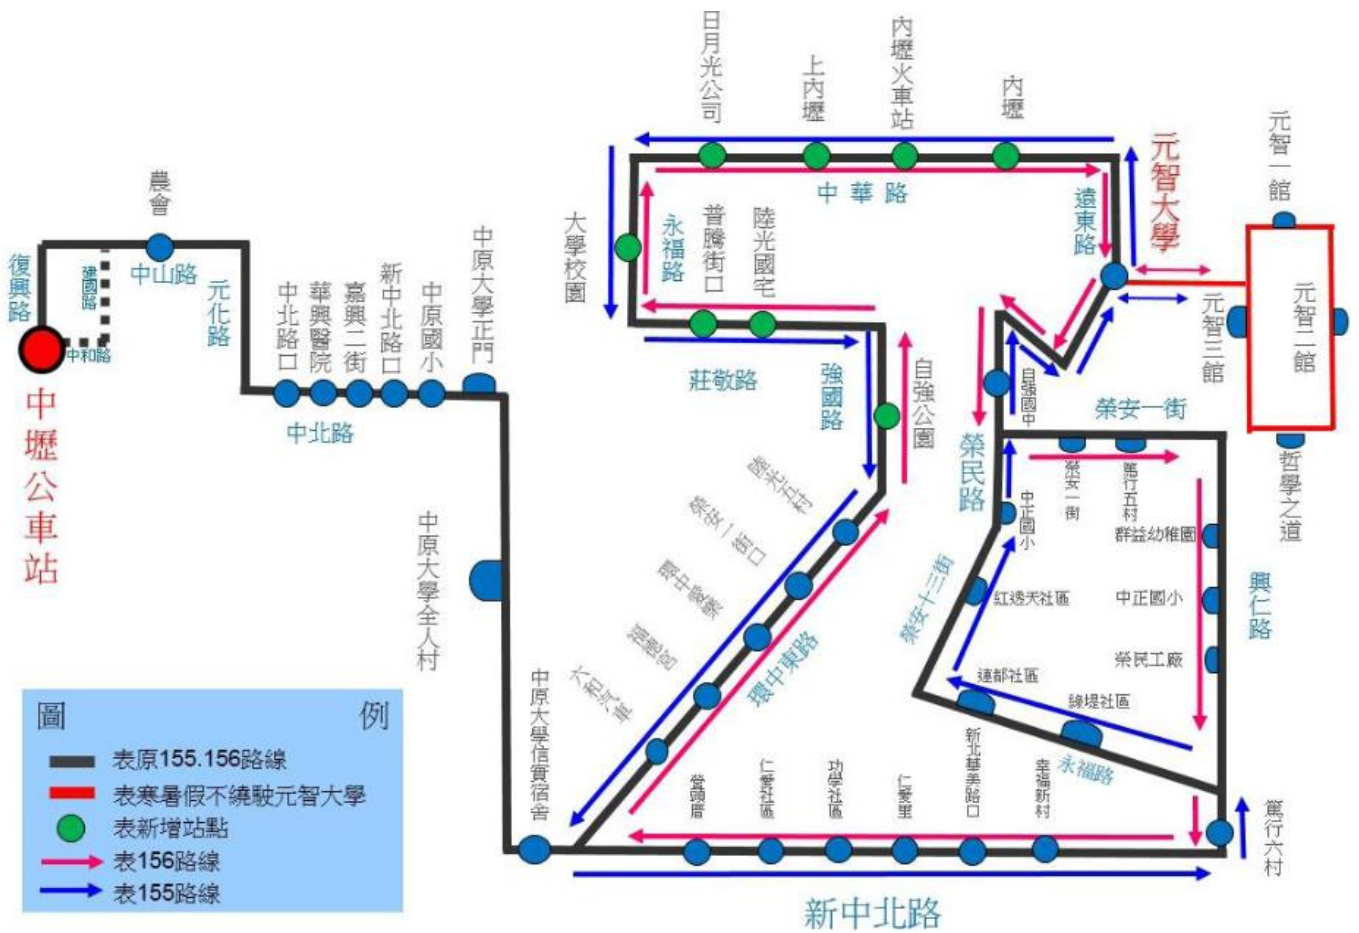 日月光公司
上內壢
內壢火車站
內壢
元智大學
元智一館
中華路
遠東路
農會
中山路
復興路
建國路
中和路
元化路
中壢公車站
中北路口
華興醫院
嘉興二街
新中北路口
中原國小
中原大學正門
中北路
大學校園
永福路
普騰街口
陸光國宅
莊敬路
強國路
自強公園
元智三館
元智二館
哲學之道
自強國中
榮安一街
榮民路
榮安一街
篤行五村
中正國小
群益幼稚園
中正國小
榮民工廠
興仁路
榮安十三街
紅透天社區
連都社區
綠堤社區
永福路
陸光五村
榮安一街口
環中愛樂
福德宮
六和汽車
環中東路
中原大學全人村
中原大學信實宿舍
營頭厝
仁愛社區
功學社區
仁愛里
新北華美路口
幸福新村
篤行六村
新中北路
圖 例
表原155.156路線
表寒暑假不繞駛元智大學
表新增站點
表156路線
表155路線